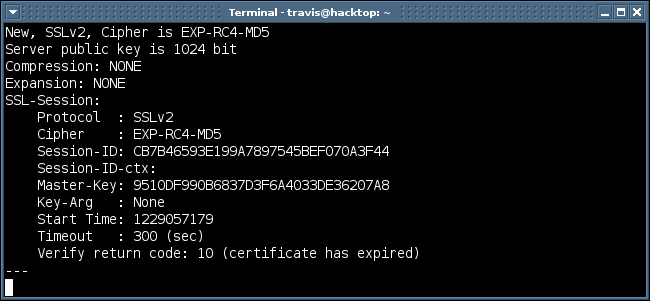 Terminal - travis@hacktop: ~
New, SSLv2, Cipher is EXP-RC4-MD5
Server public key is 1024 bit
Compression: NONE
Expansion: NONE
SSL-Session:
    Protocol  : SSLv2
    Cipher    : EXP-RC4-MD5
    Session-ID: CB7B46593E199A7897545BEF070A3F44
    Session-ID-ctx:
    Master-Key: 9510DF990B6837D3F6A4033DE36207A8
    Key-Arg   : None
    Start Time: 1229057179
    Timeout   : 300 (sec)
    Verify return code: 10 (certificate has expired)
---